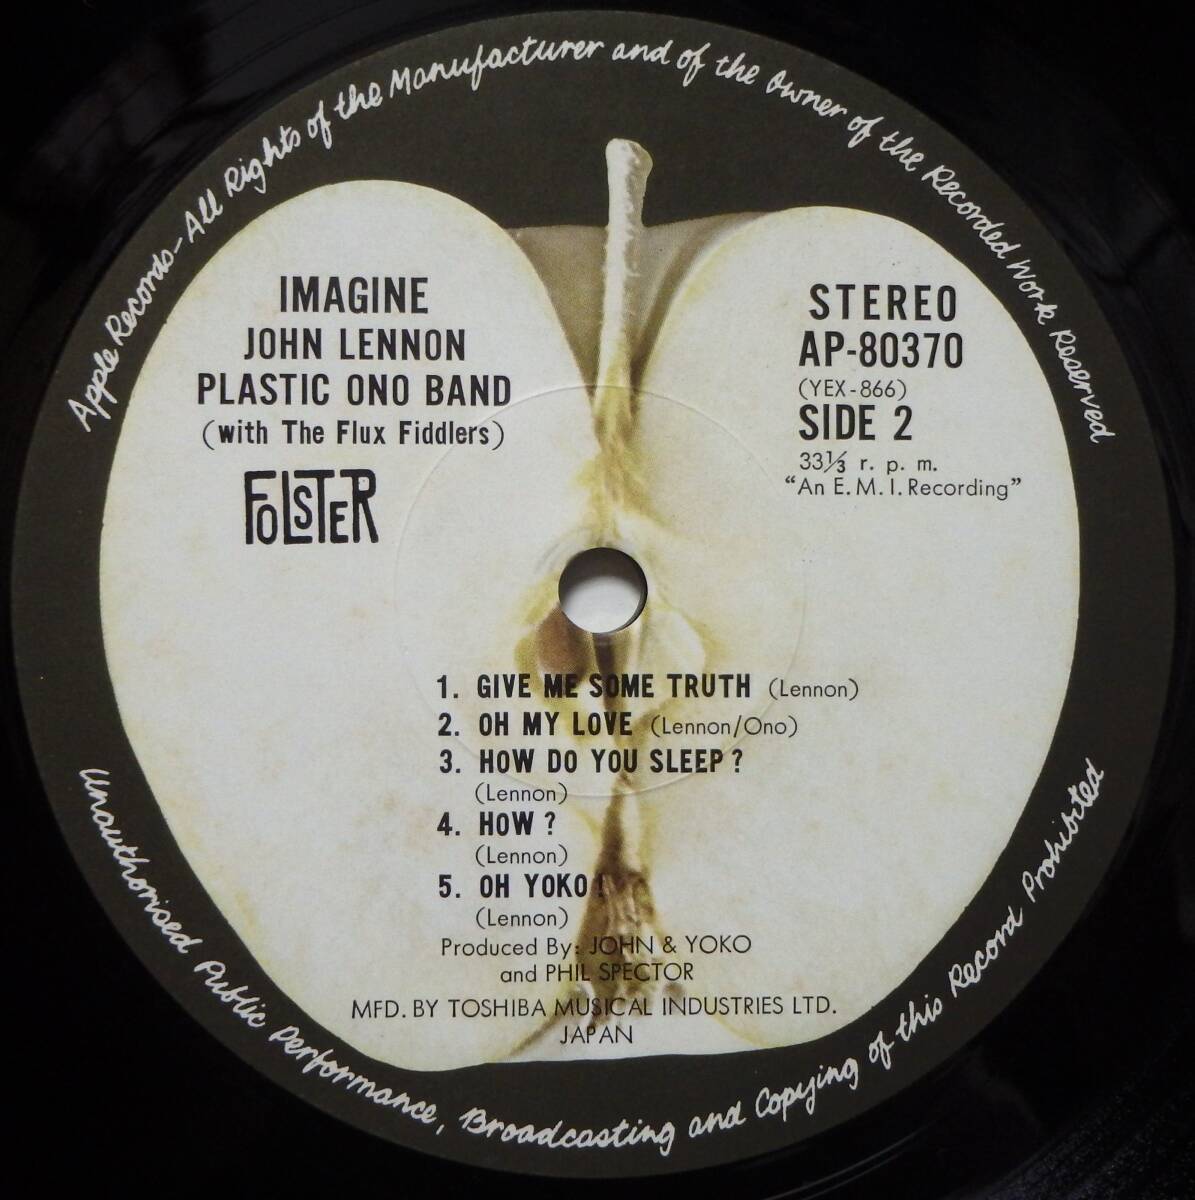 Apple Records—All Rights of the Manufacturer and of the Owner of the Recorded Work Reserved
IMAGINE
JOHN LENNON
PLASTIC ONO BAND
(with The Flux Fiddlers)
FOLSTER
STEREO
AP-80370
(YEX-866)
SIDE 2
33⅓ r. p. m.
“An E. M. I. Recording”
1. GIVE ME SOME TRUTH (Lennon)
2. OH MY LOVE (Lennon/Ono)
3. HOW DO YOU SLEEP?
(Lennon)
4. HOW?
(Lennon)
5. OH YOKO!
(Lennon)
Produced By: JOHN & YOKO
and PHIL SPECTOR
MFD. BY TOSHIBA MUSICAL INDUSTRIES LTD.
JAPAN
Unauthorised Public Performance, Broadcasting and Copying of this Record Prohibited